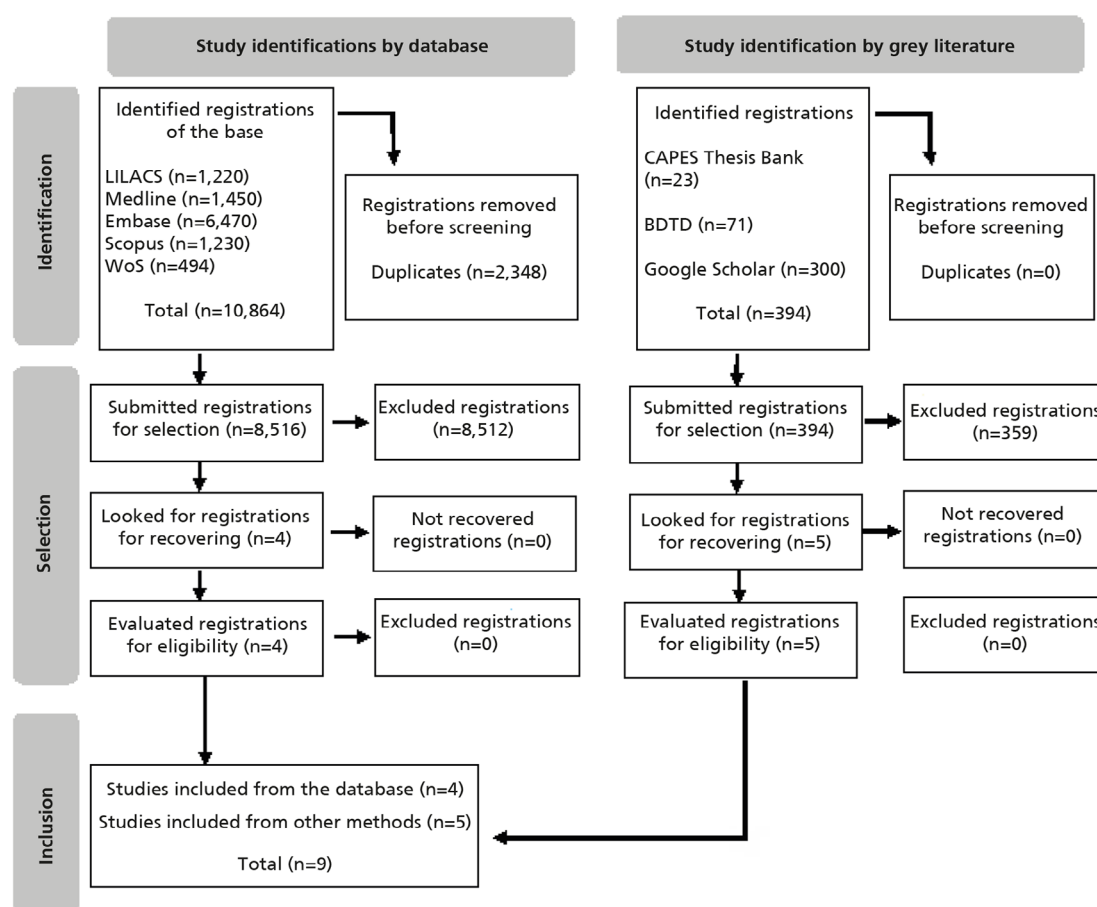 Study identifications by database
Study identification by grey literature
Identification
Identified registrations
of the base
LILACS (n=1,220)
Medline (n=1,450)
Embase (n=6,470)
Scopus (n=1,230)
WoS (n=494)
Total (n=10,864)
Registrations removed
before screening
Duplicates (n=2,348)
Identified registrations
CAPES Thesis Bank
(n=23)
BDTD (n=71)
Google Scholar (n=300)
Total (n=394)
Registrations removed
before screening
Duplicates (n=0)
Selection
Submitted registrations
for selection (n=8,516)
Excluded registrations
(n=8,512)
Submitted registrations
for selection (n=394)
Excluded registrations
(n=359)
Looked for registrations
for recovering (n=4)
Not recovered
registrations (n=0)
Looked for registrations
for recovering (n=5)
Not recovered
registrations (n=0)
Evaluated registrations
for eligibility (n=4)
Excluded registrations
(n=0)
Evaluated registrations
for eligibility (n=5)
Excluded registrations
(n=0)
Inclusion
Studies included from the database (n=4)
Studies included from other methods (n=5)
Total (n=9)